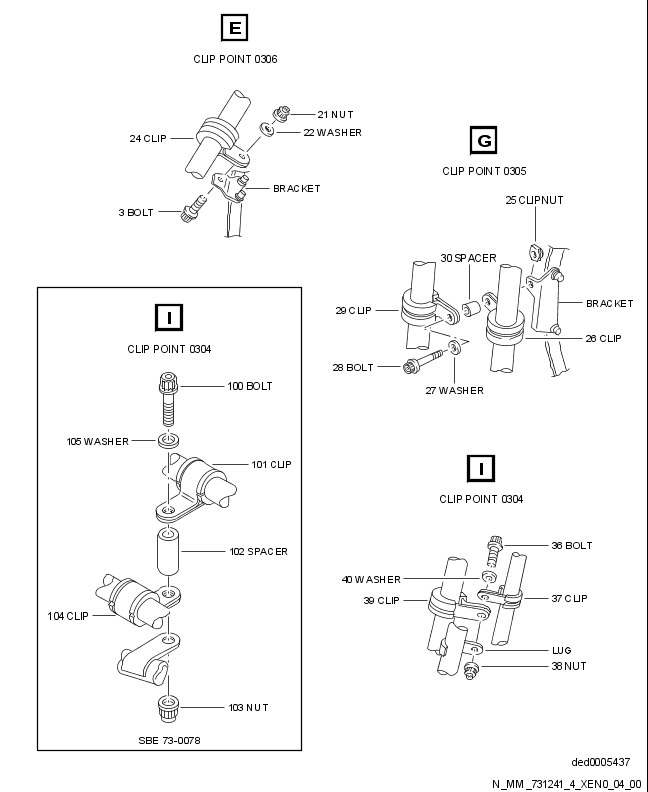 E
CLIP POINT 0306
21 NUT
22 WASHER
24 CLIP
BRACKET
3 BOLT
G
CLIP POINT 0305
25 CLIPNUT
30 SPACER
29 CLIP
BRACKET
26 CLIP
28 BOLT
27 WASHER
I
CLIP POINT 0304
100 BOLT
105 WASHER
101 CLIP
102 SPACER
104 CLIP
103 NUT
SBE 73-0078
I
CLIP POINT 0304
36 BOLT
40 WASHER
39 CLIP
37 CLIP
LUG
38 NUT
ded0005437
N_MM_731241_4_XEN0_04_00